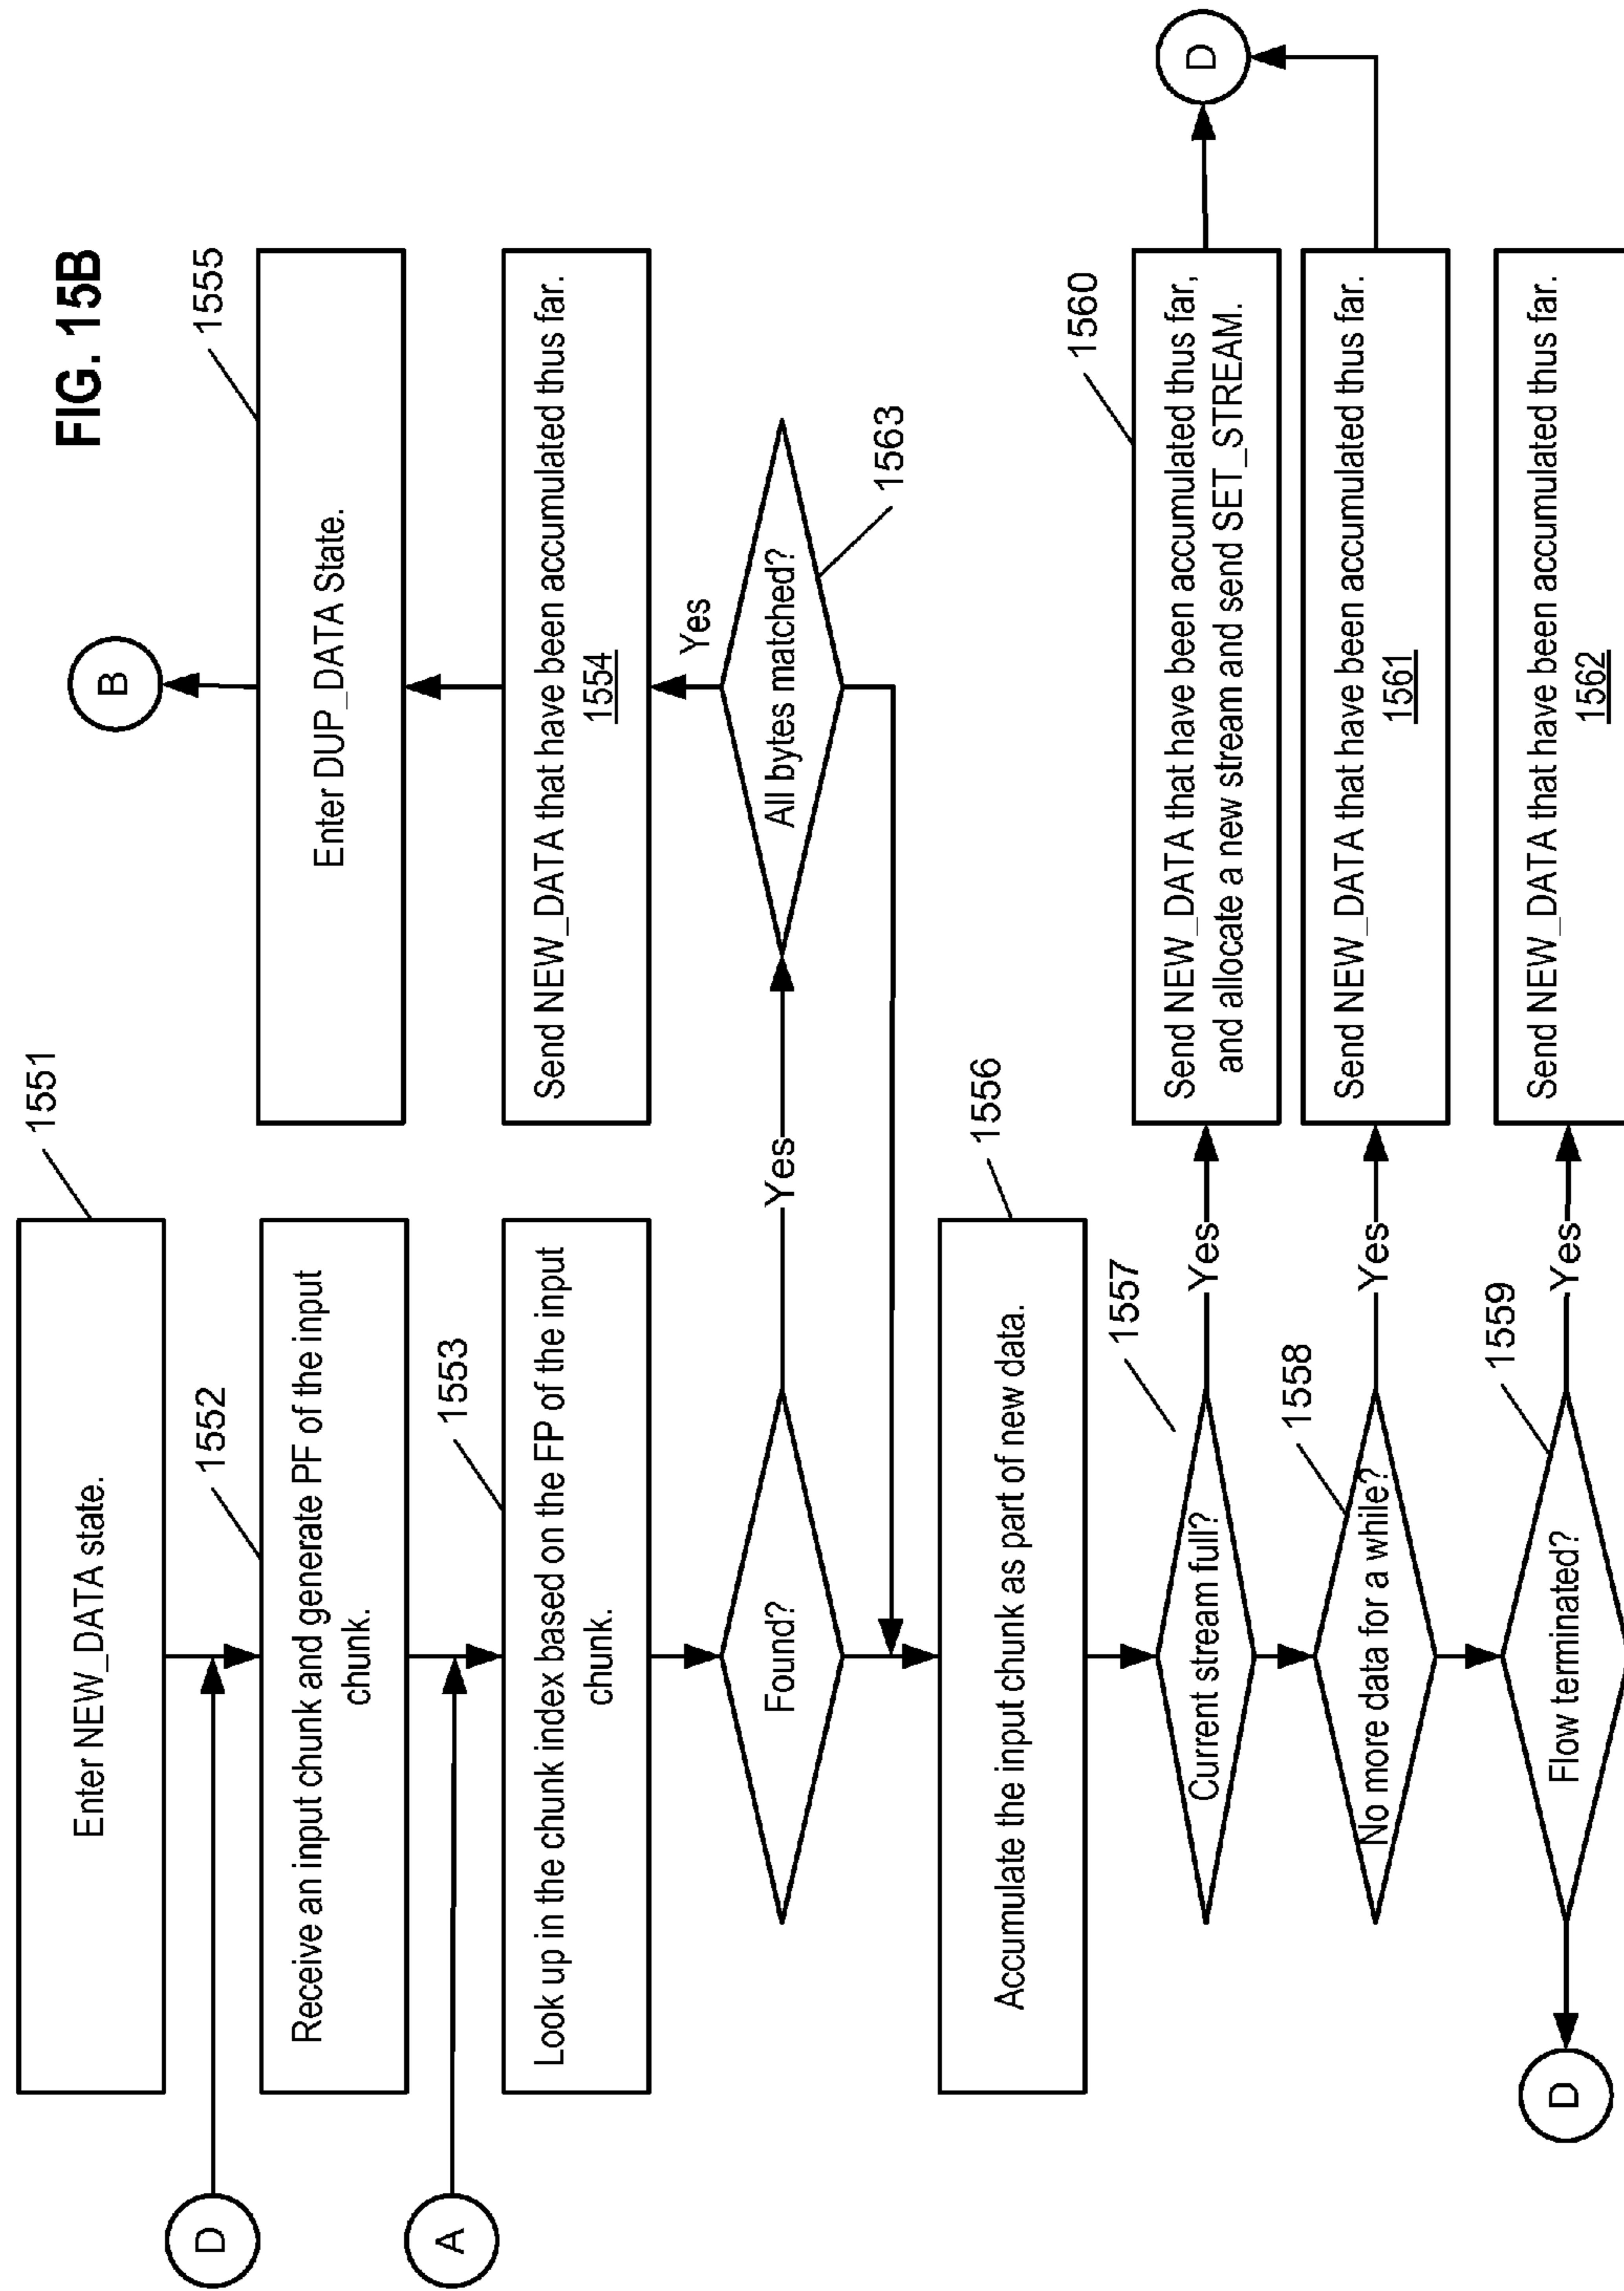 FIG. 15B
1551
Enter NEW_DATA state.
D
1552
Receive an input chunk and generate PF of the input
chunk.
A
1553
Look up in the chunk index based on the FP of the input
chunk.
Found?
Yes
B
1555
Enter DUP_DATA State.
Send NEW_DATA that have been accumulated thus far.
1554
Yes
All bytes matched?
1563
1556
Accumulate the input chunk as part of new data.
1557
Current stream full?
Yes
1560
Send NEW_DATA that have been accumulated thus far,
and allocate a new stream and send SET_STREAM.
D
1558
No more data for a while?
Yes
Send NEW_DATA that have been accumulated thus far.
1561
1559
Flow terminated?
Yes
Send NEW_DATA that have been accumulated thus far.
1562
D